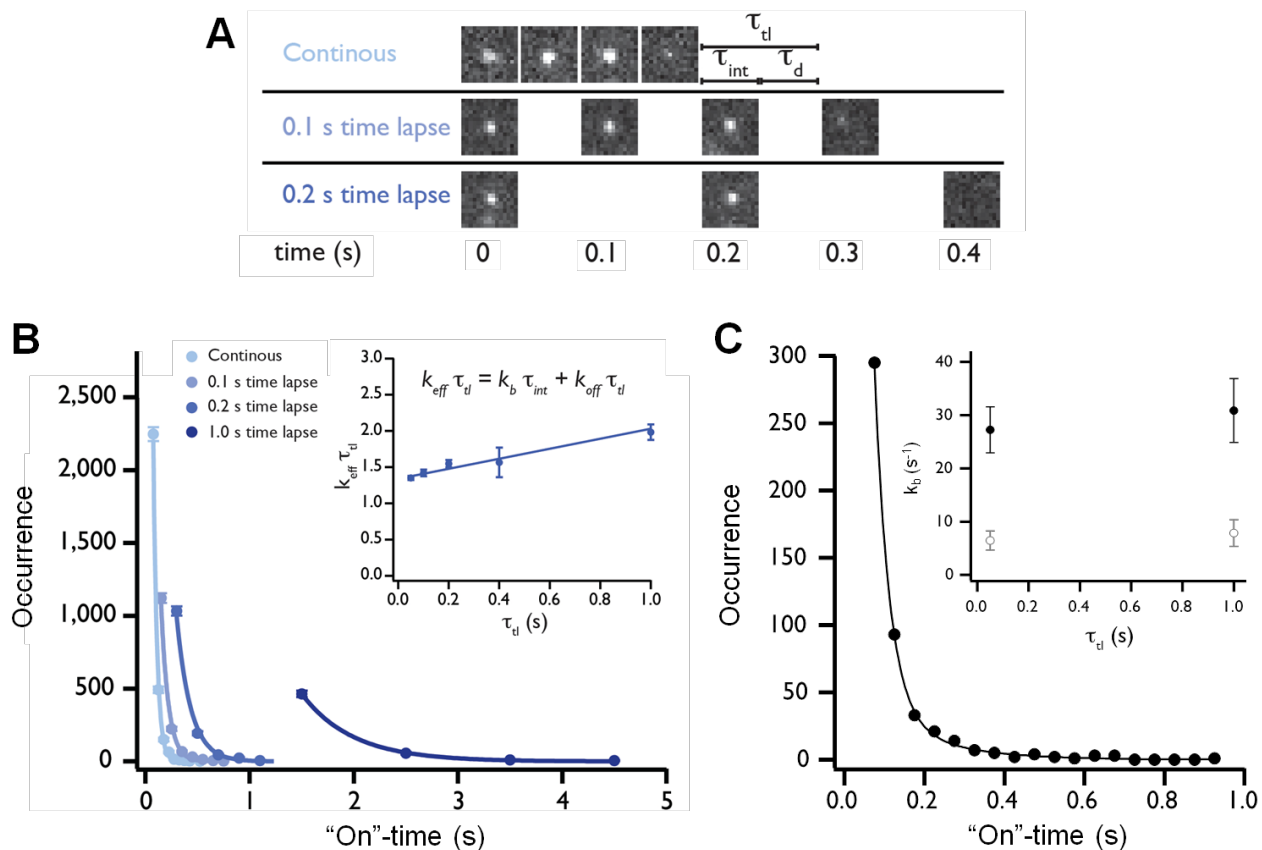 A
Continous
τtl
τint τd
0.1 s time lapse
0.2 s time lapse
time (s) 0 0.1 0.2 0.3 0.4
B
Continous
0.1 s time lapse
0.2 s time lapse
1.0 s time lapse
Occurrence
2,500
2,000
1,500
1,000
500
0
0 1 2 3 4 5
"On"-time (s)
keff τtl = kb τint + koff τtl
keff τtl
3.0
2.5
2.0
1.5
1.0
0.5
0.0
0.0 0.2 0.4 0.6 0.8 1.0
τtl (s)
C
Occurrence
300
250
200
150
100
50
0
0.0 0.2 0.4 0.6 0.8 1.0
"On"-time (s)
kb (s-1)
40
30
20
10
0
0.0 0.2 0.4 0.6 0.8 1.0
τtl (s)